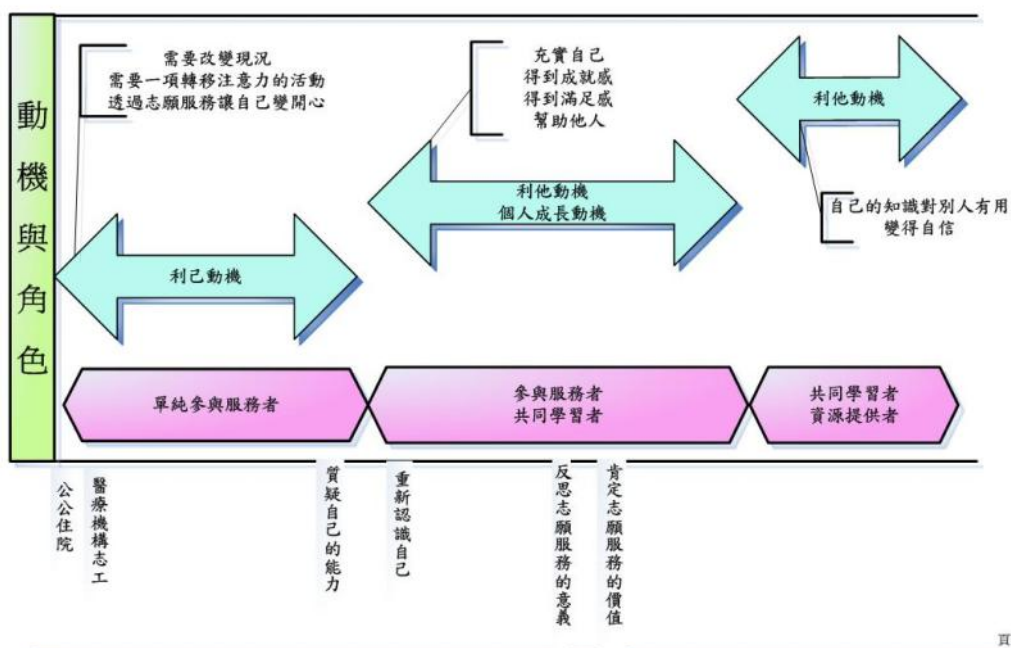 動機與角色
需要改變現況
需要一項轉移注意力的活動
透過志願服務讓自己變開心
充實自己
得到成就感
得到滿足感
幫助他人
利他動機
自己的知識對別人有用
變得自信
利他動機
個人成長動機
利己動機
單純參與服務者
參與服務者
共同學習者
共同學習者
資源提供者
公公住院
醫療機構志工
質疑自己的能力
重新認識自己
反思志願服務的意義
肯定志願服務的價值
頁